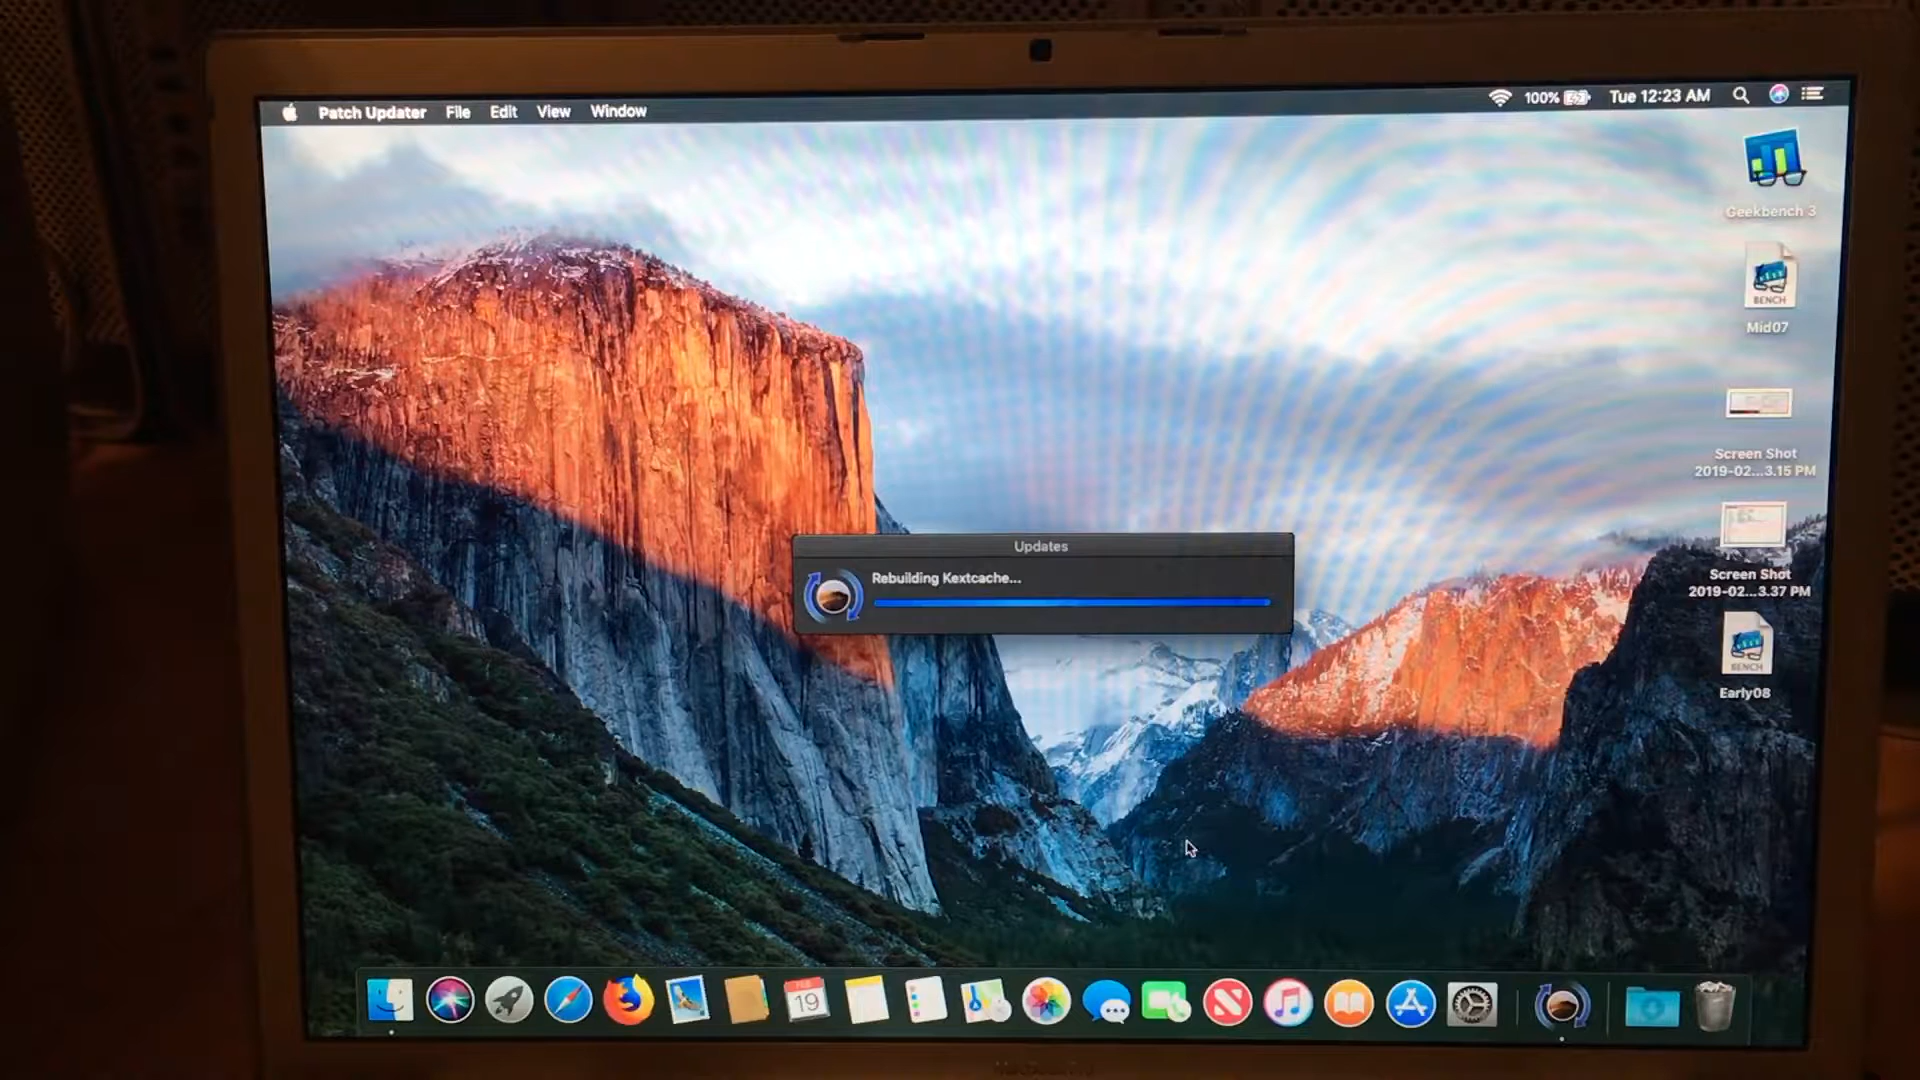 Patch Updater File Edit View Window
100% Tue 12:23 AM
Geekbench 3
BENCH
Mid07
Screen Shot
2019-02...3.15 PM
Screen Shot
2019-02...3.37 PM
BENCH
Early08
Updates
Rebuilding Kextcache...
FEB
19